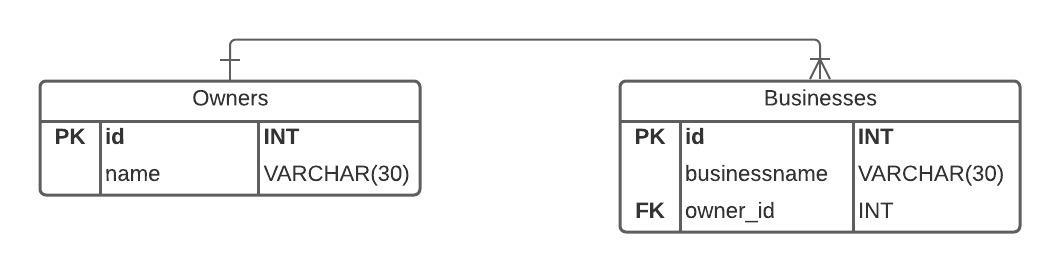 Owners
PK id INT
name VARCHAR(30)
Businesses
PK id INT
businessname VARCHAR(30)
FK owner_id INT